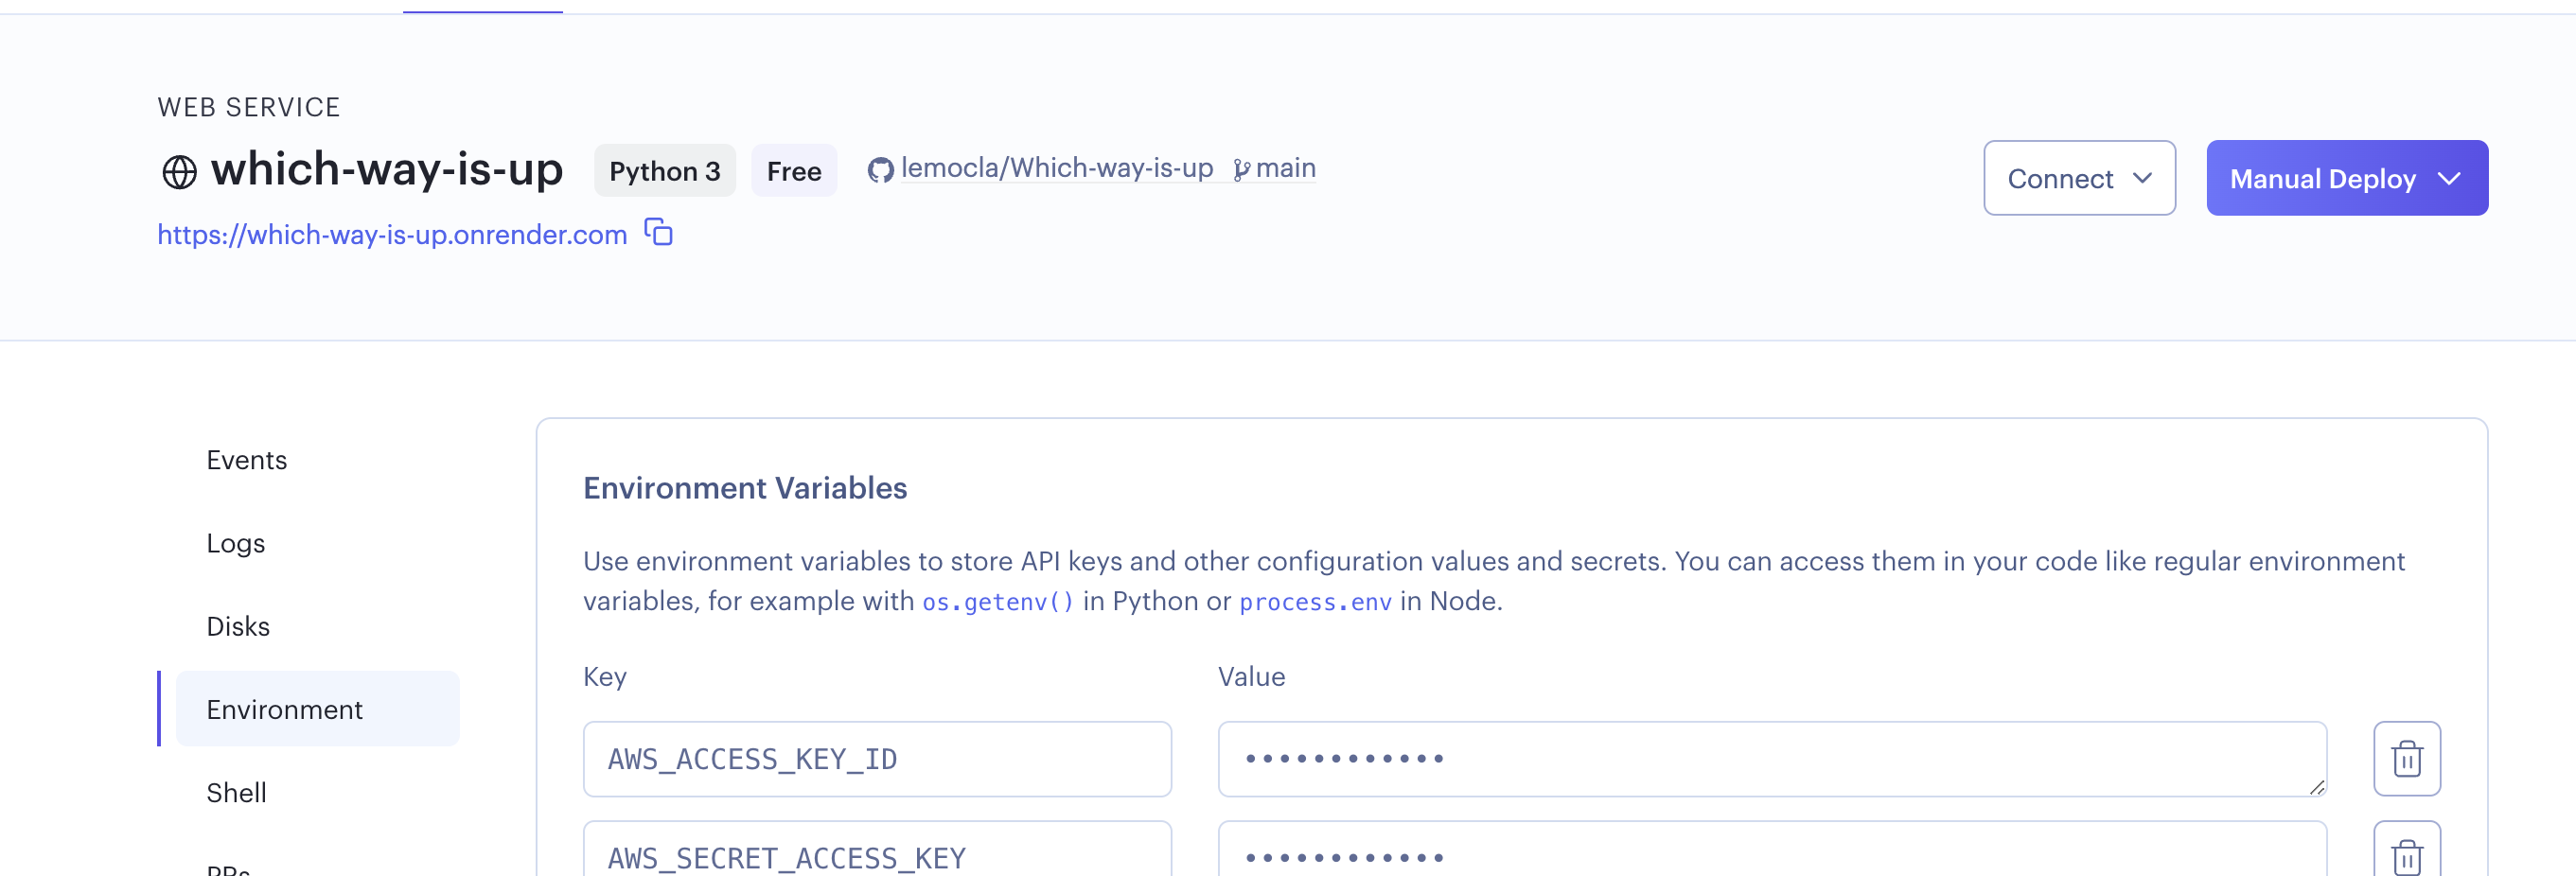 WEB SERVICE
which-way-is-up Python 3 Free lemocla/Which-way-is-up main
https://which-way-is-up.onrender.com
Connect
Manual Deploy
Events
Logs
Disks
Environment
Shell
PRs
Environment Variables
Use environment variables to store API keys and other configuration values and secrets. You can access them in your code like regular environment
variables, for example with os.getenv() in Python or process.env in Node.
Key Value
AWS_ACCESS_KEY_ID ••••••••••••
AWS_SECRET_ACCESS_KEY ••••••••••••